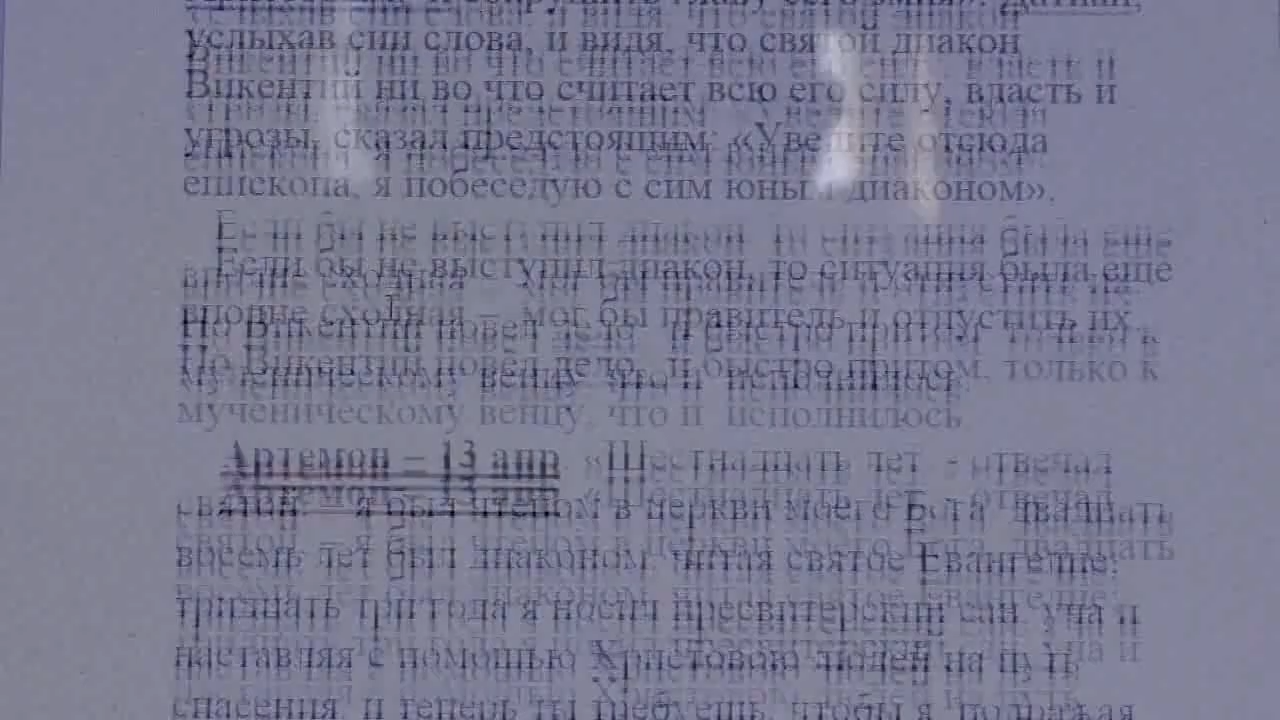 услыхав сии слова, и видя, что святой диакон
Викентий ни во что считает всю его силу, власть и
угрозы, сказал предстоящим: «Уведите отсюда
епископа, я побеседую с сим юным диаконом».
Если бы не выступил диакон, то ситуация была еще
вполне сходная – мог бы правитель и отпустить их.
Но Викентий повел дело и быстро притом, только к
мученическому венцу, что и исполнилось
Артемон – 13 апр «Шестнадцать лет - отвечал
святой – я был чтецом в церкви моего Бога двадцать
восемь лет был диаконом, читая святое Евангелие;
тридцать три года я носил пресвитерский сан, уча и
наставляя с помощью Христовою людей на путь
спасения, и теперь ты требуешь, чтобы я